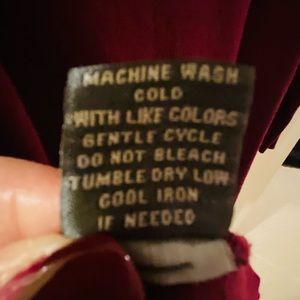 MACHINE WASH
COLD
WITH LIKE COLORS
GENTLE CYCLE
DO NOT BLEACH
TUMBLE DRY LOW
COOL IRON
IF NEEDED